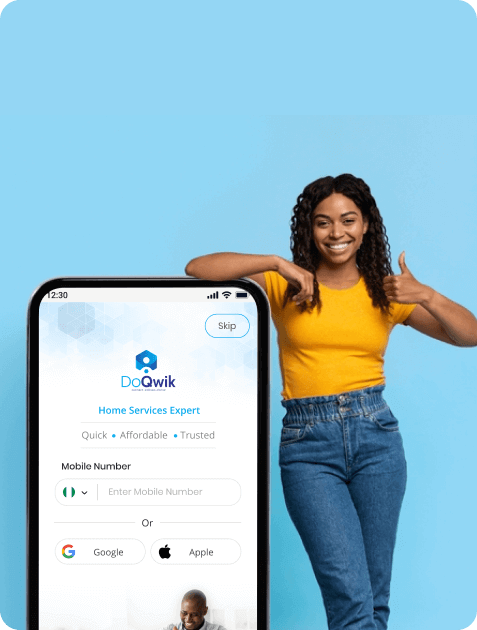 12:30
Skip
DoQwik
Home Services Expert
Quick • Affordable • Trusted
Mobile Number
Enter Mobile Number
Or
Google
Apple